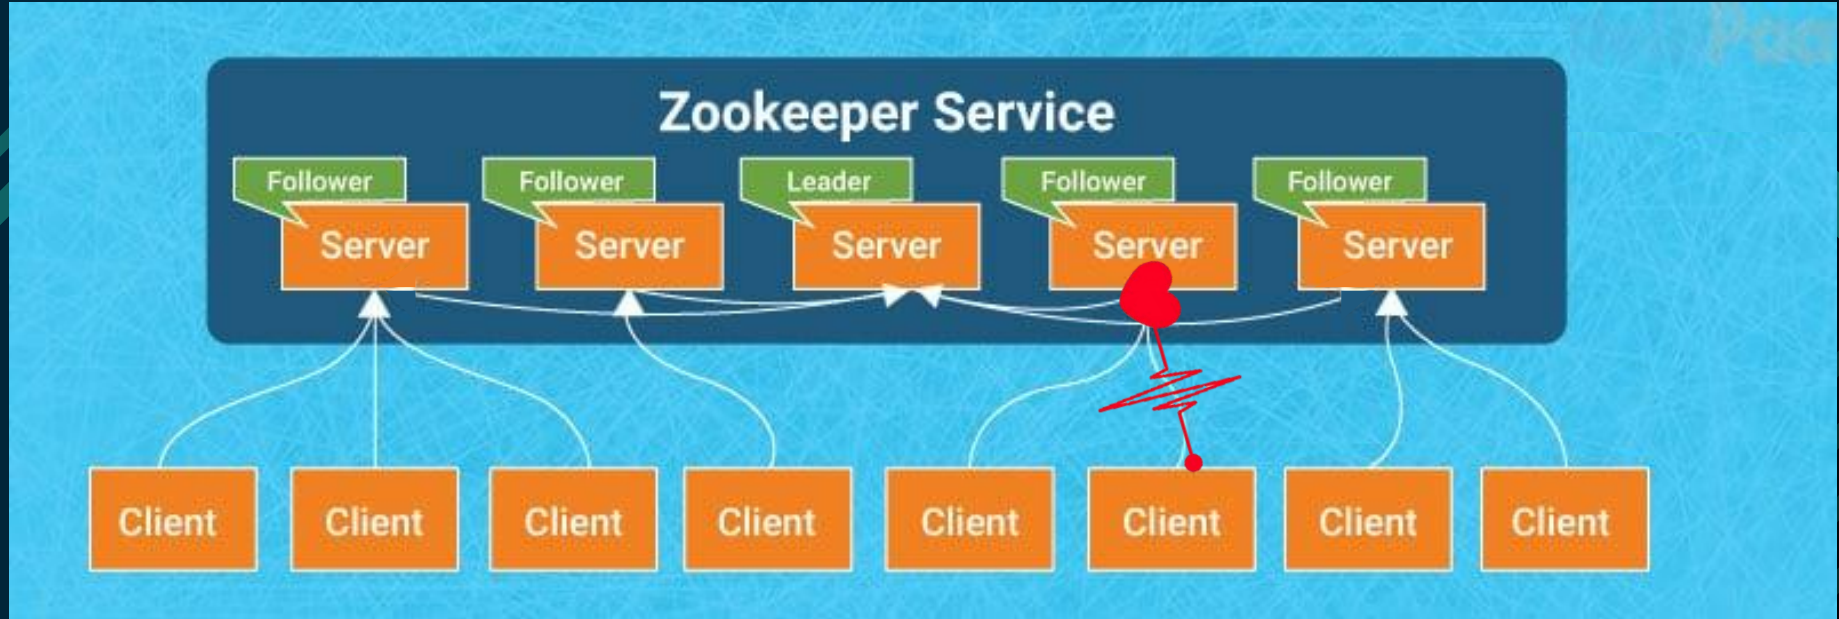 Zookeeper Service
Follower
Follower
Leader
Follower
Follower
Server
Server
Server
Server
Server
Client
Client
Client
Client
Client
Client
Client
Client